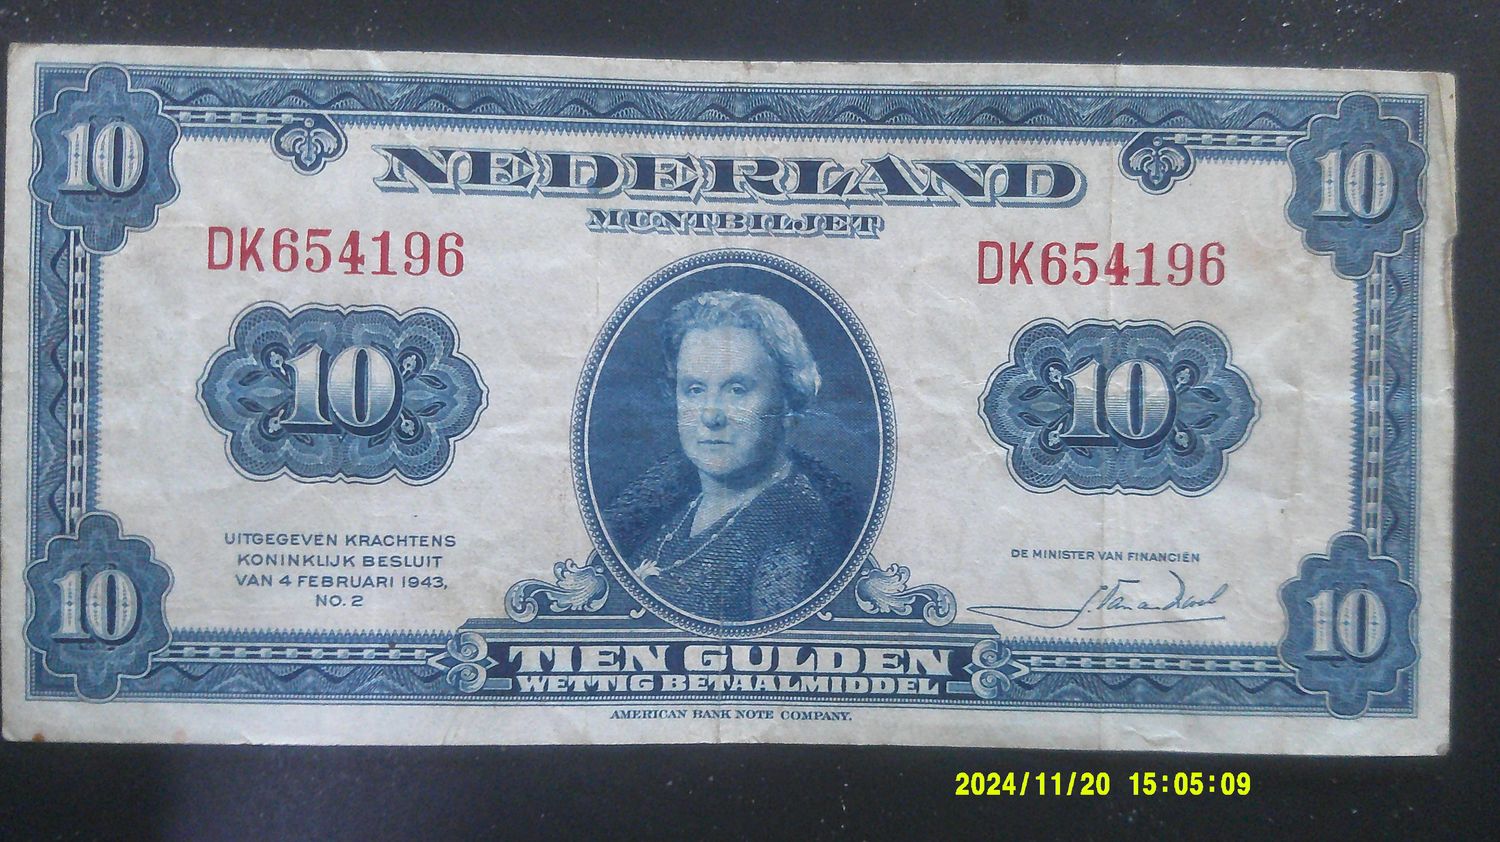 10
10
NEDERLAND
MUNTBILJET
DK654196
DK654196
10
10
UITGEGEVEN KRACHTENS
KONINKLIJK BESLUIT
VAN 4 FEBRUARI 1943,
NO. 2
DE MINISTER VAN FINANCIËN
10
10
TIEN GULDEN
WETTIG BETAALMIDDEL
AMERICAN BANK NOTE COMPANY.
2024/11/20 15:05:09